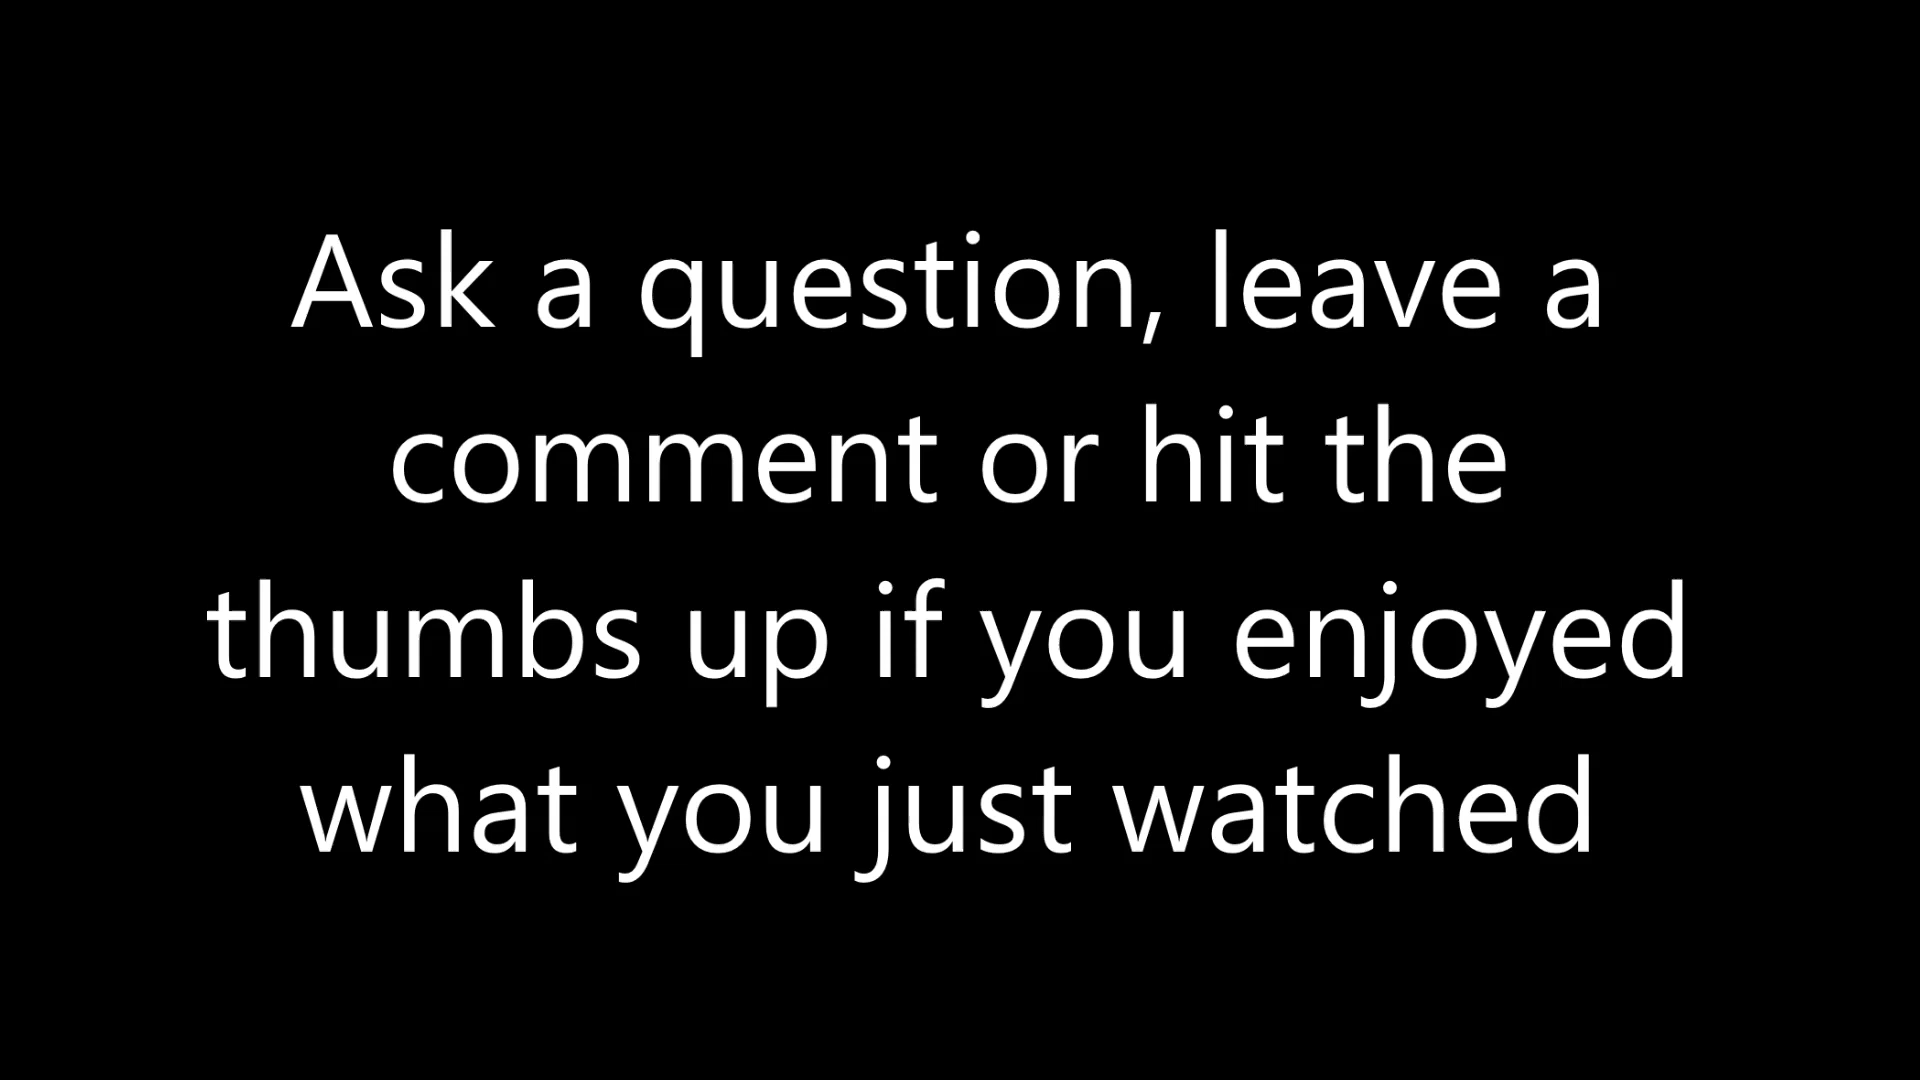 Ask a question, leave a
comment or hit the
thumbs up if you enjoyed
what you just watched